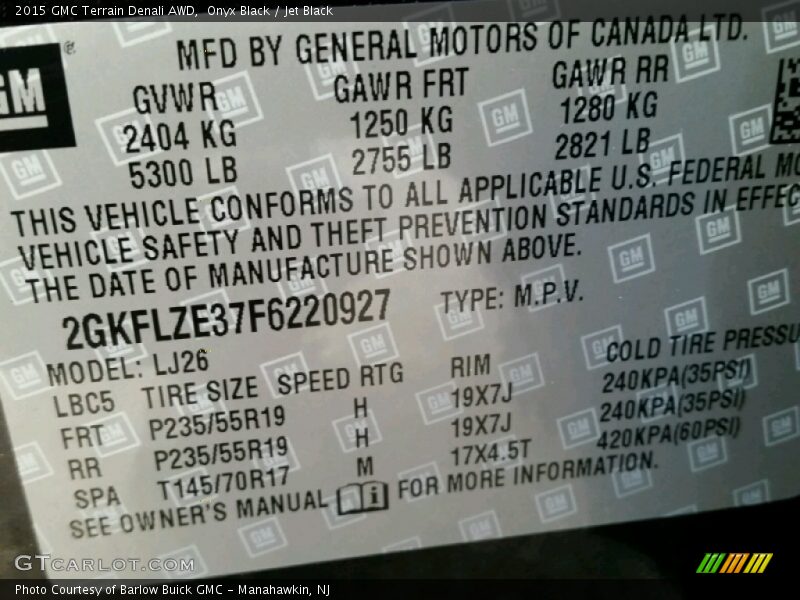 2015 GMC Terrain Denali AWD,  Onyx Black / Jet Black
GM ®
MFD BY GENERAL MOTORS OF CANADA LTD.
GVWR GAWR FRT GAWR RR
2404 KG 1250 KG 1280 KG
5300 LB 2755 LB 2821 LB
THIS VEHICLE CONFORMS TO ALL APPLICABLE U.S. FEDERAL MO
VEHICLE SAFETY AND THEFT PREVENTION STANDARDS IN EFFEC
THE DATE OF MANUFACTURE SHOWN ABOVE.
2GKFLZE37F6220927 TYPE: M.P.V.
MODEL: LJ26
LBC5 TIRE SIZE SPEED RTG RIM COLD TIRE PRESSU
FRT P235/55R19 H 19X7J 240KPA(35PSI)
RR P235/55R19 H 19X7J 240KPA(35PSI)
SPA T145/70R17 M 17X4.5T 420KPA(60PSI)
SEE OWNER'S MANUAL FOR MORE INFORMATION.
GTCARLOT.COM
Photo Courtesy of Barlow Buick GMC – Manahawkin, NJ